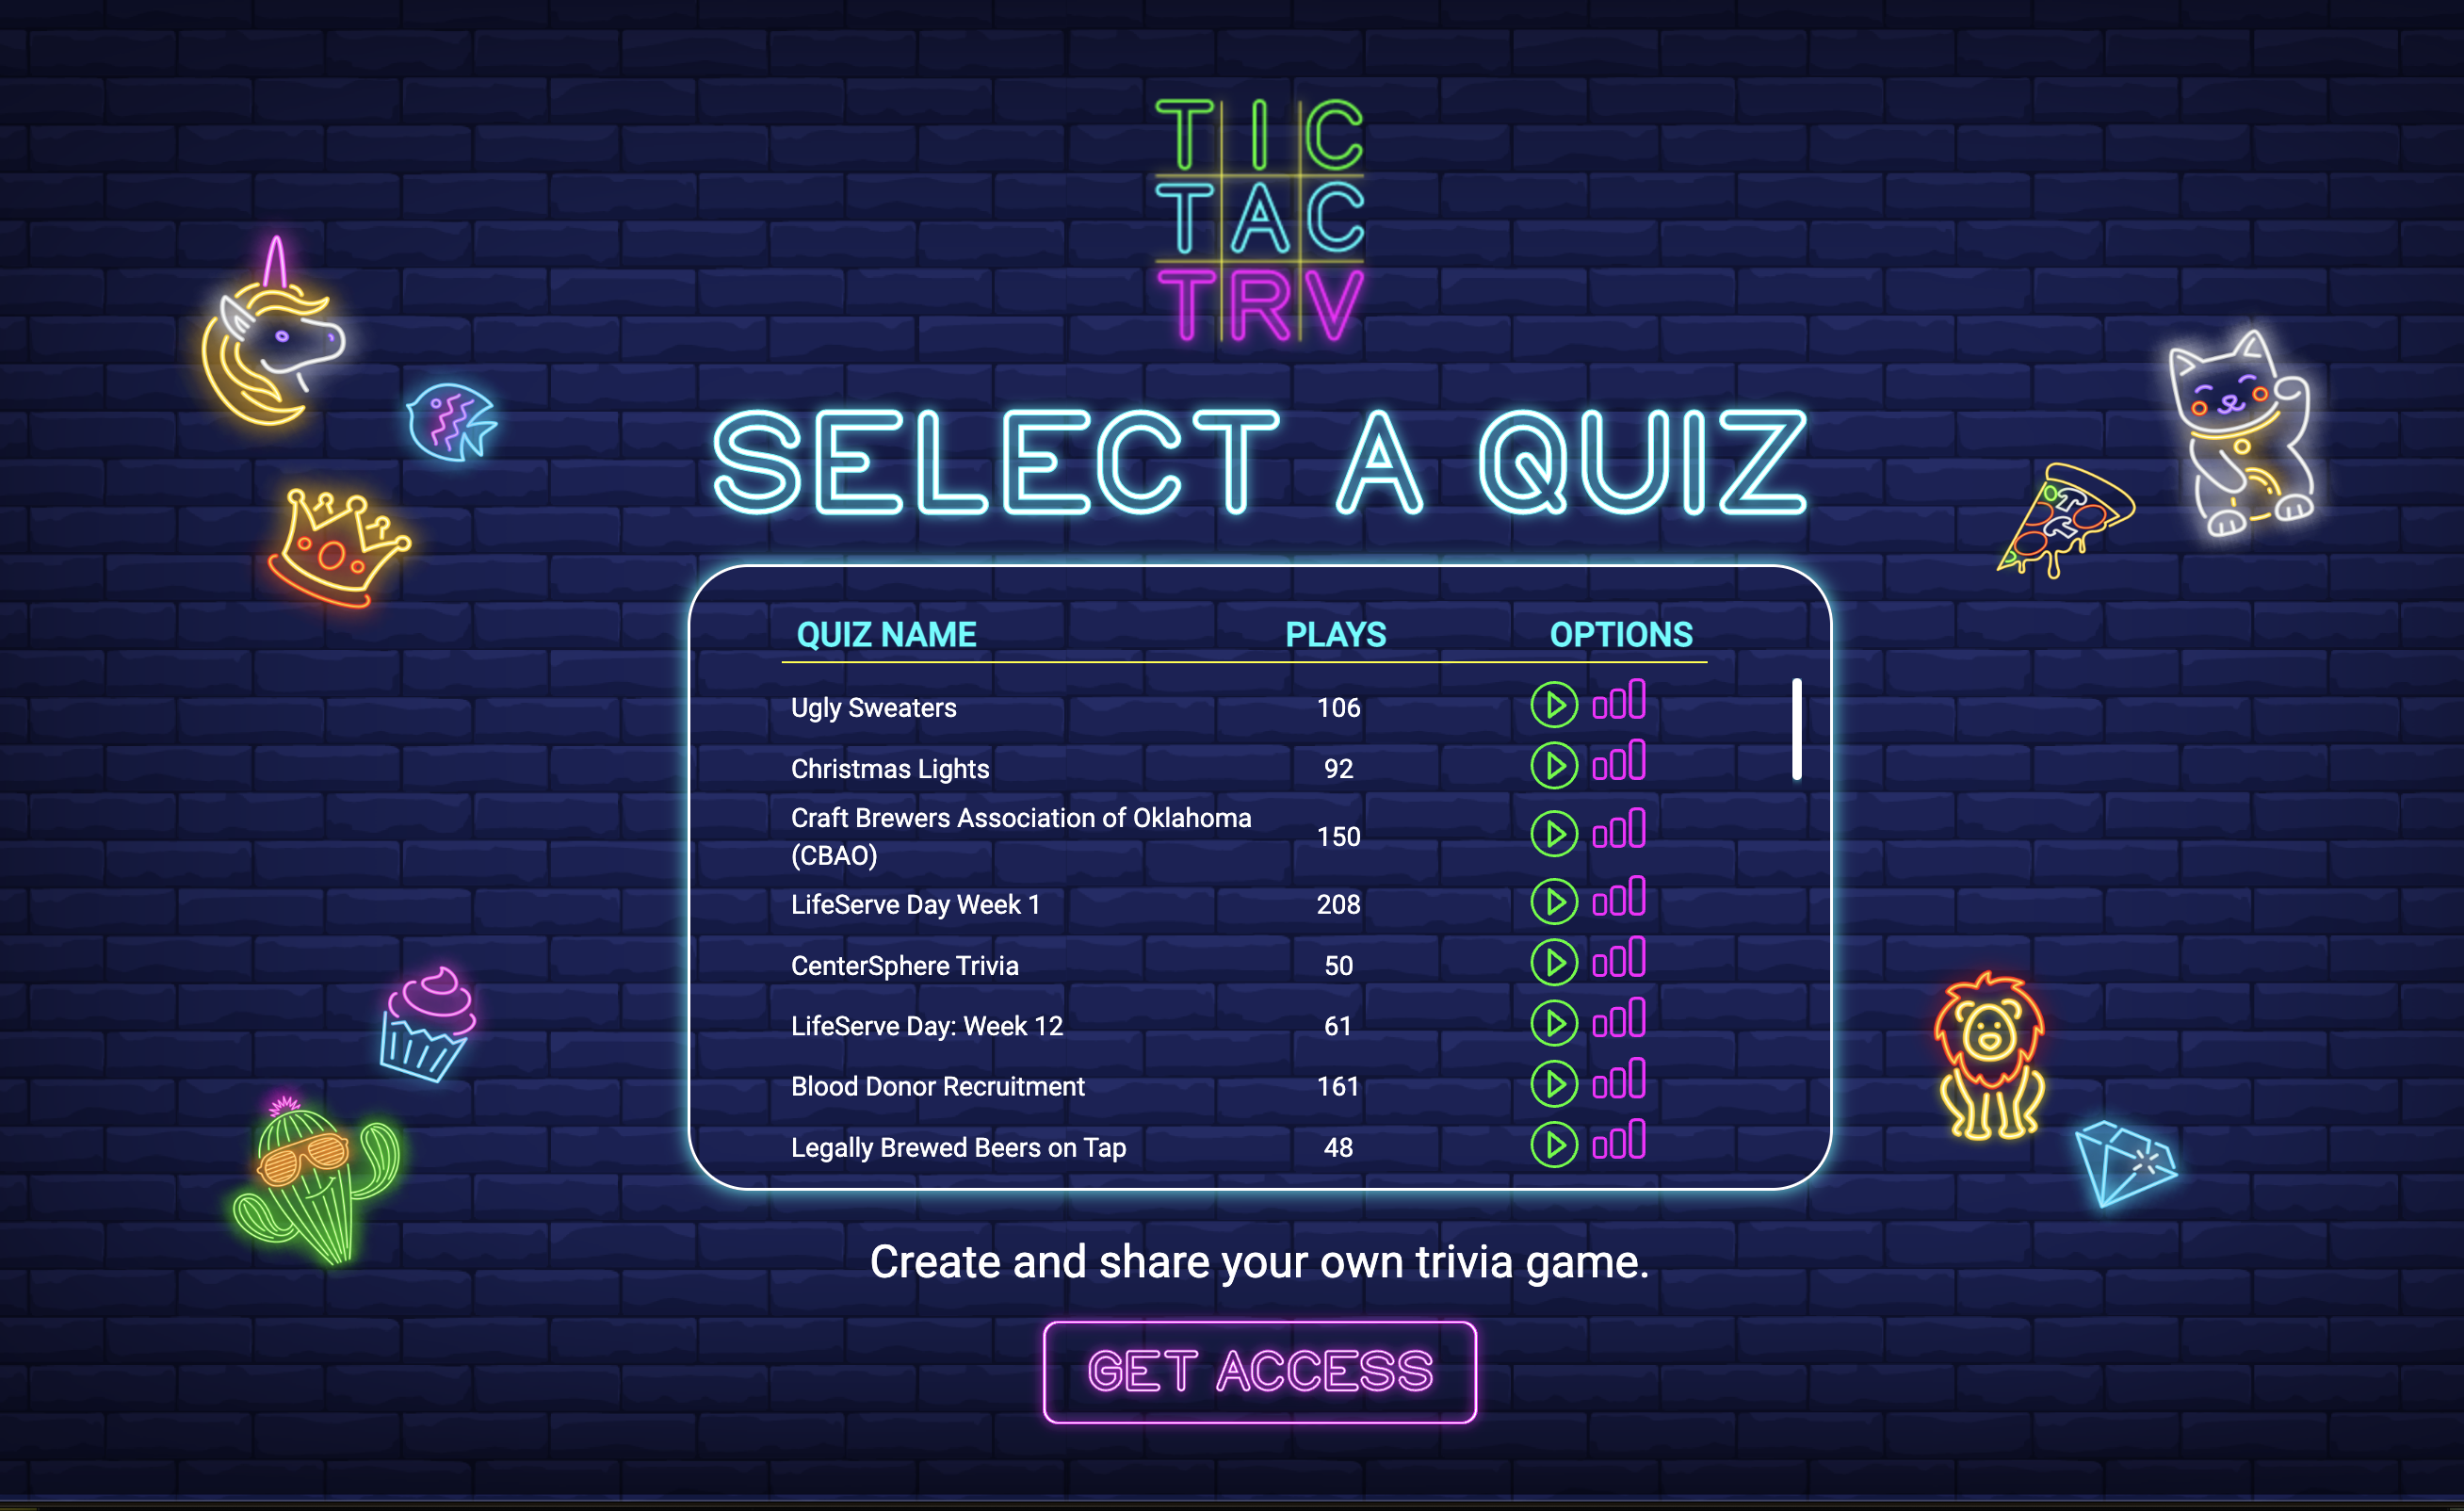 TIC
TAC
TRV
SELECT A QUIZ
QUIZ NAME PLAYS OPTIONS
Ugly Sweaters 106
Christmas Lights 92
Craft Brewers Association of Oklahoma
(CBAO) 150
LifeServe Day Week 1 208
CenterSphere Trivia 50
LifeServe Day: Week 12 61
Blood Donor Recruitment 161
Legally Brewed Beers on Tap 48
Create and share your own trivia game.
GET ACCESS